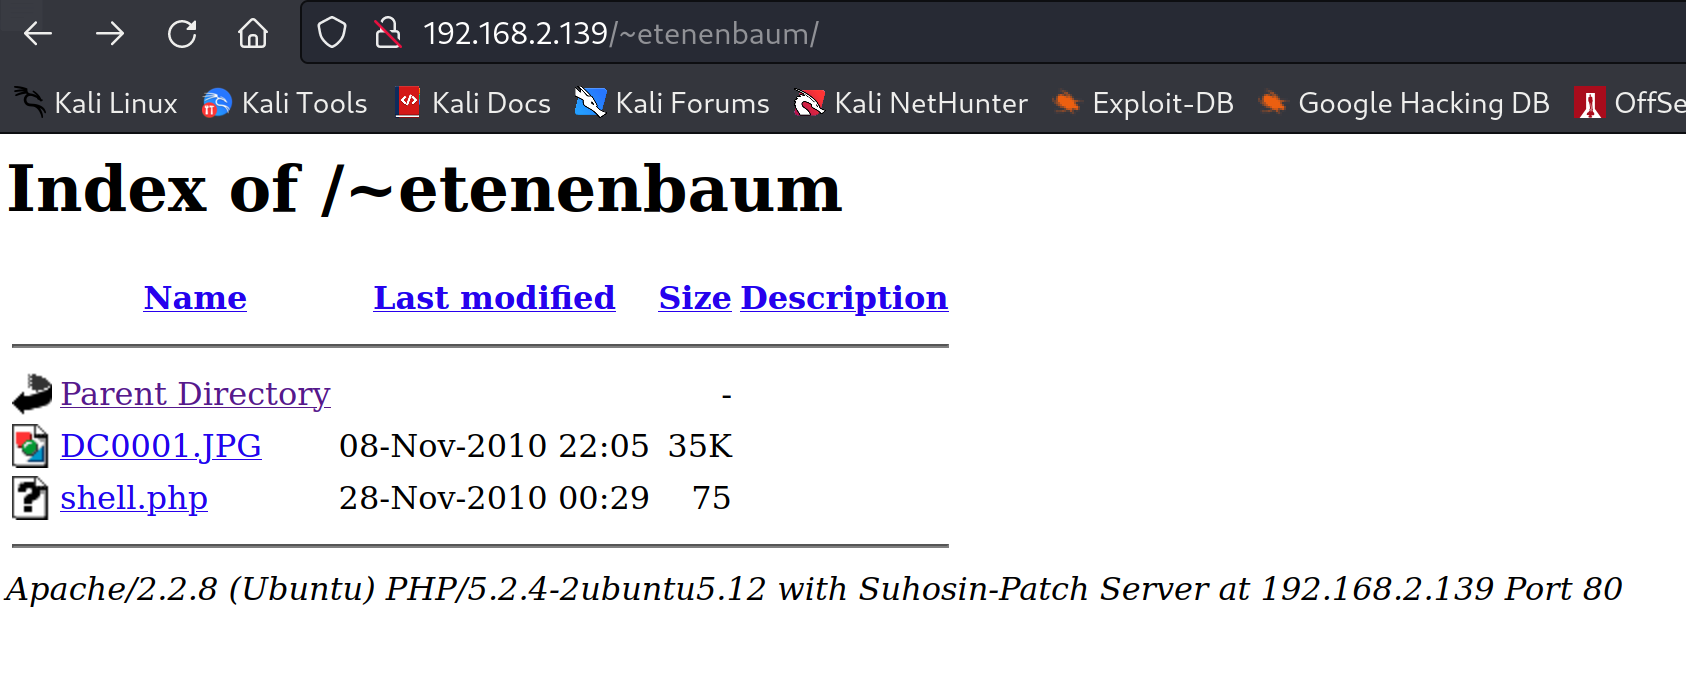 192.168.2.139/~etenenbaum/
Kali Linux Kali Tools Kali Docs Kali Forums Kali NetHunter Exploit-DB Google Hacking DB OffSe
Index of /~etenenbaum
Name Last modified Size Description
Parent Directory -
DC0001.JPG 08-Nov-2010 22:05 35K
shell.php 28-Nov-2010 00:29 75
Apache/2.2.8 (Ubuntu) PHP/5.2.4-2ubuntu5.12 with Suhosin-Patch Server at 192.168.2.139 Port 80